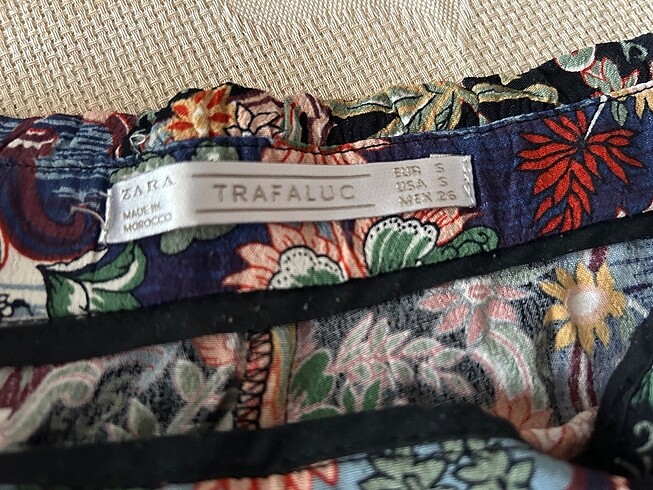 ZARA
MADE IN
MOROCCO
TRAFALUC
EUR S
USA S
MEX 26